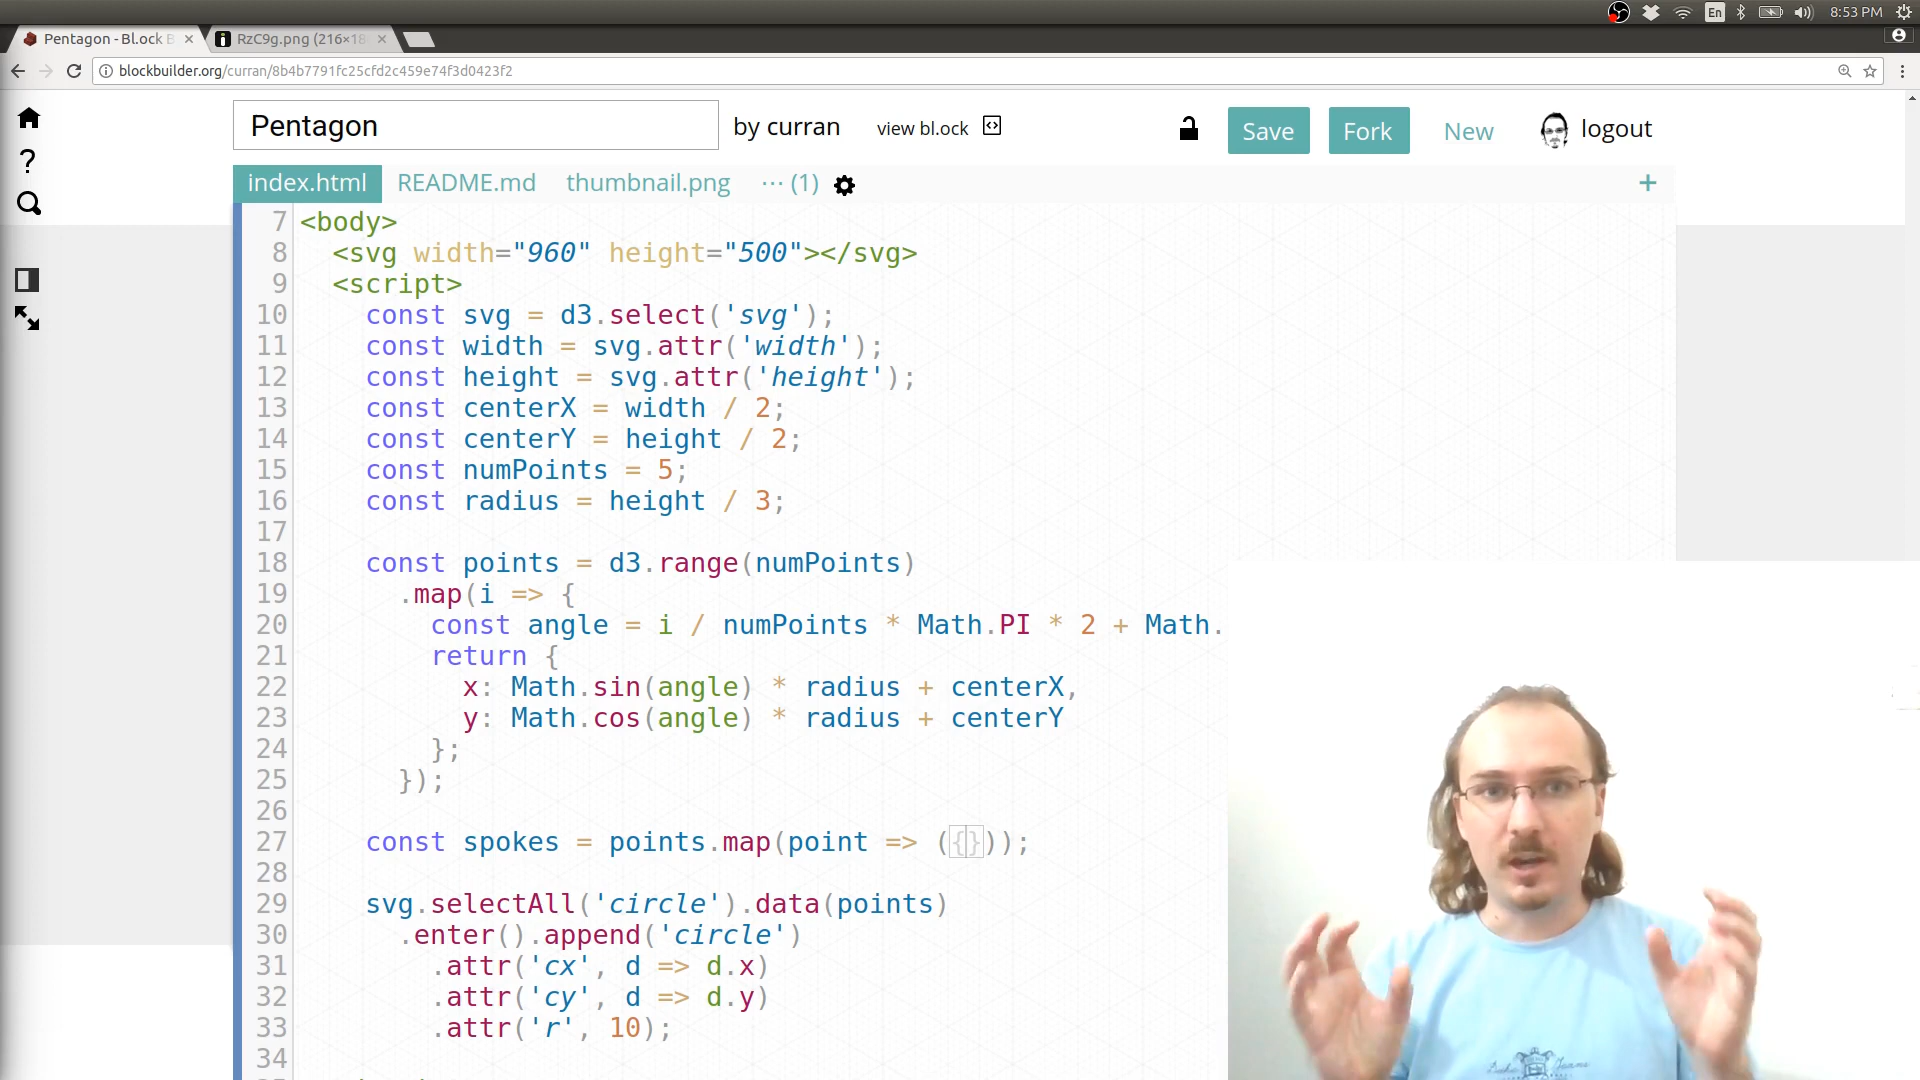 En
8:53 PM
Pentagon - Bl.ock B
RzC9g.png (216×18
blockbuilder.org/curran/8b4b7791fc25cfd2c459e74f3d0423f2
Pentagon
by curran
view bl.ock
Save
Fork
New
logout
index.html
README.md
thumbnail.png
··· (1)
+
7 <body>
8 <svg width="960" height="500"></svg>
9 <script>
10 const svg = d3.select('svg');
11 const width = svg.attr('width');
12 const height = svg.attr('height');
13 const centerX = width / 2;
14 const centerY = height / 2;
15 const numPoints = 5;
16 const radius = height / 3;
17
18 const points = d3.range(numPoints)
19 .map(i => {
20 const angle = i / numPoints * Math.PI * 2 + Math.
21 return {
22 x: Math.sin(angle) * radius + centerX,
23 y: Math.cos(angle) * radius + centerY
24 };
25 });
26
27 const spokes = points.map(point => ({}));
28
29 svg.selectAll('circle').data(points)
30 .enter().append('circle')
31 .attr('cx', d => d.x)
32 .attr('cy', d => d.y)
33 .attr('r', 10);
34